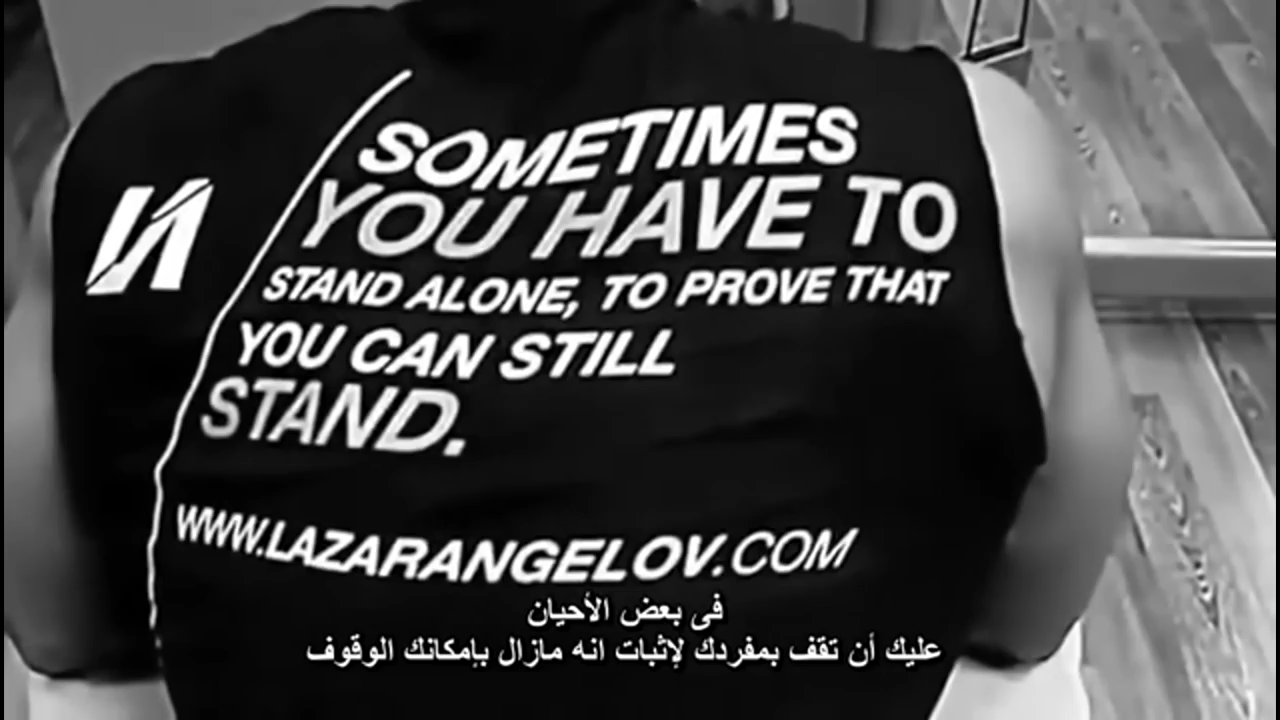 SOMETIMES
YOU HAVE TO
STAND ALONE, TO PROVE THAT
YOU CAN STILL
STAND.
WWW.LAZARANGELOV.COM
فى بعض الأحيان
عليك أن تقف بمفردك لإثبات انه مازال بإمكانك الوقوف